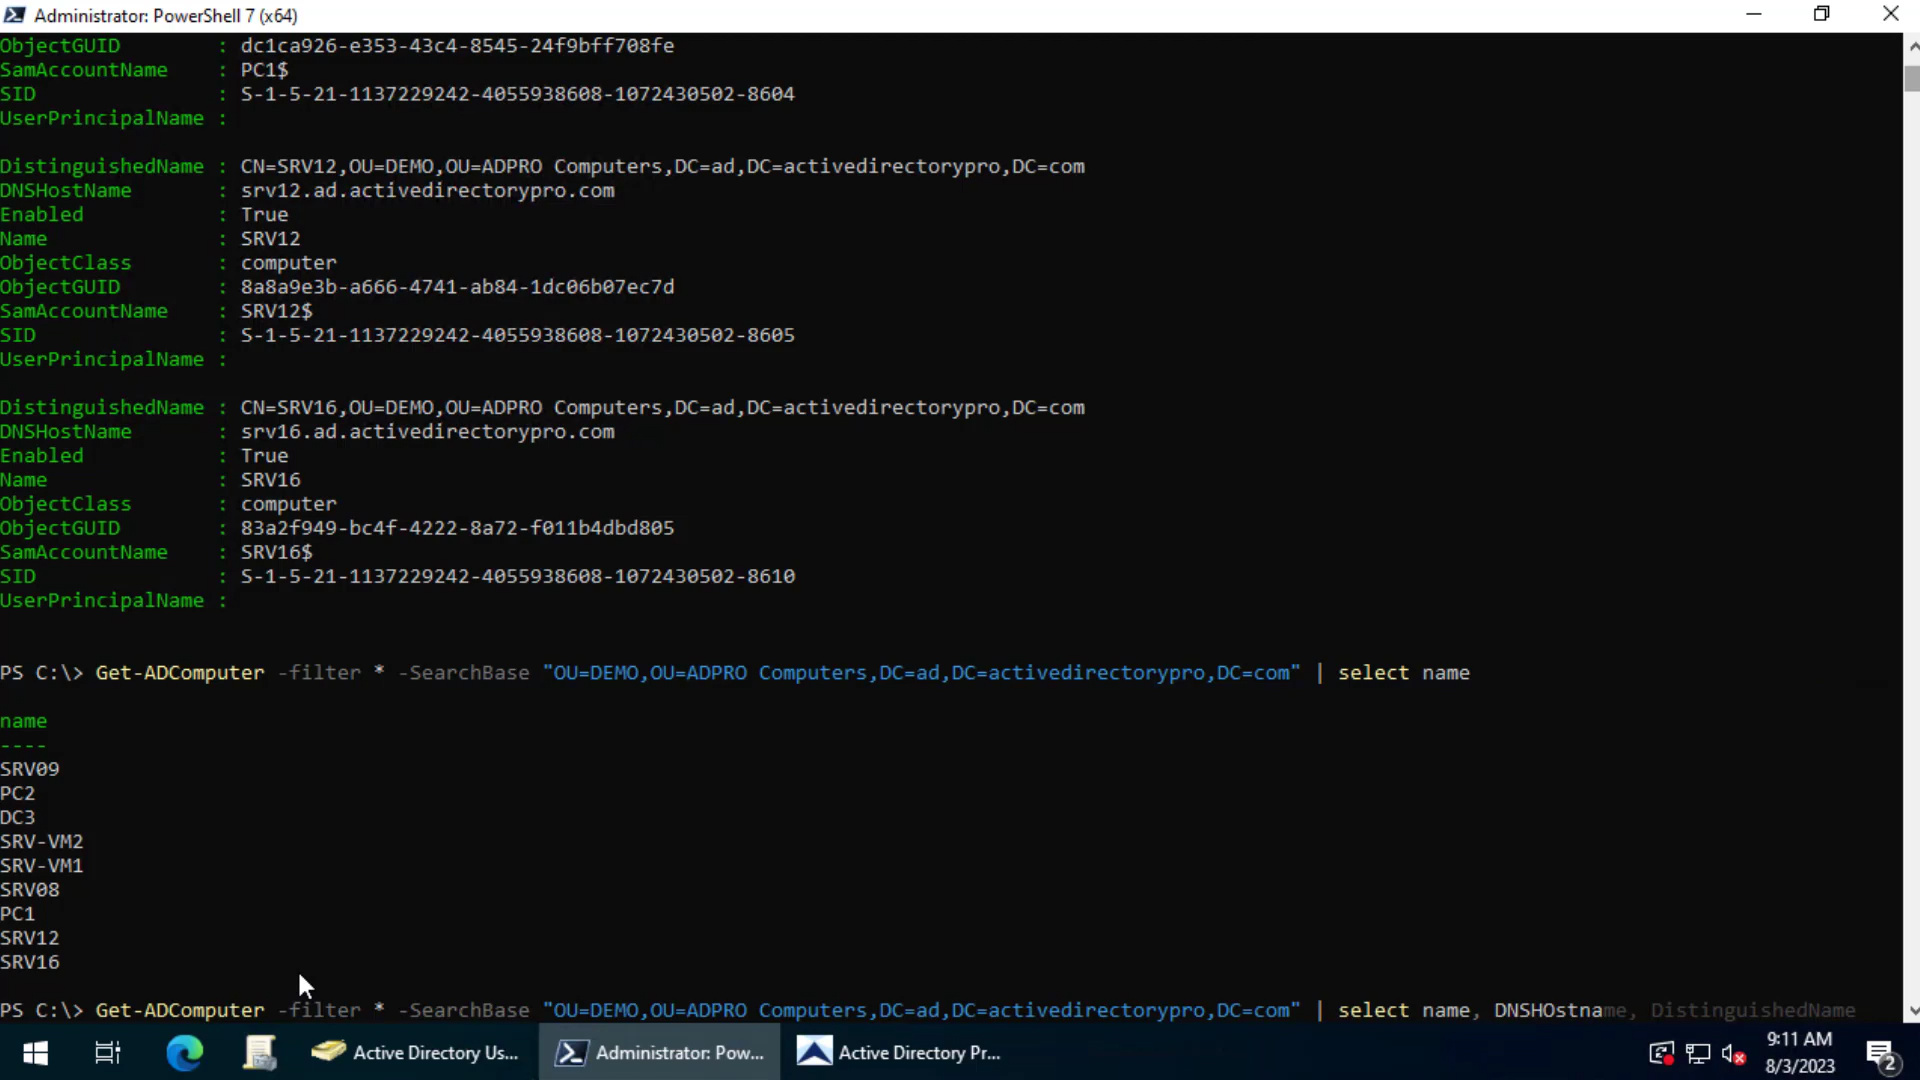 Administrator: PowerShell 7 (x64)
ObjectGUID : dc1ca926-e353-43c4-8545-24f9bff708fe
SamAccountName : PC1$
SID : S-1-5-21-1137229242-4055938608-1072430502-8604
UserPrincipalName :
DistinguishedName : CN=SRV12,OU=DEMO,OU=ADPRO Computers,DC=ad,DC=activedirectorypro,DC=com
DNSHostName : srv12.ad.activedirectorypro.com
Enabled : True
Name : SRV12
ObjectClass : computer
ObjectGUID : 8a8a9e3b-a666-4741-ab84-1dc06b07ec7d
SamAccountName : SRV12$
SID : S-1-5-21-1137229242-4055938608-1072430502-8605
UserPrincipalName :
DistinguishedName : CN=SRV16,OU=DEMO,OU=ADPRO Computers,DC=ad,DC=activedirectorypro,DC=com
DNSHostName : srv16.ad.activedirectorypro.com
Enabled : True
Name : SRV16
ObjectClass : computer
ObjectGUID : 83a2f949-bc4f-4222-8a72-f011b4dbd805
SamAccountName : SRV16$
SID : S-1-5-21-1137229242-4055938608-1072430502-8610
UserPrincipalName :
PS C:\> Get-ADComputer -filter * -SearchBase "OU=DEMO,OU=ADPRO Computers,DC=ad,DC=activedirectorypro,DC=com" | select name
name
----
SRV09
PC2
DC3
SRV-VM2
SRV-VM1
SRV08
PC1
SRV12
SRV16
PS C:\> Get-ADComputer -filter * -SearchBase "OU=DEMO,OU=ADPRO Computers,DC=ad,DC=activedirectorypro,DC=com" | select name, DNSHOstname, DistinguishedName
Active Directory Us...
Administrator: Pow...
Active Directory Pr...
9:11 AM
8/3/2023
2